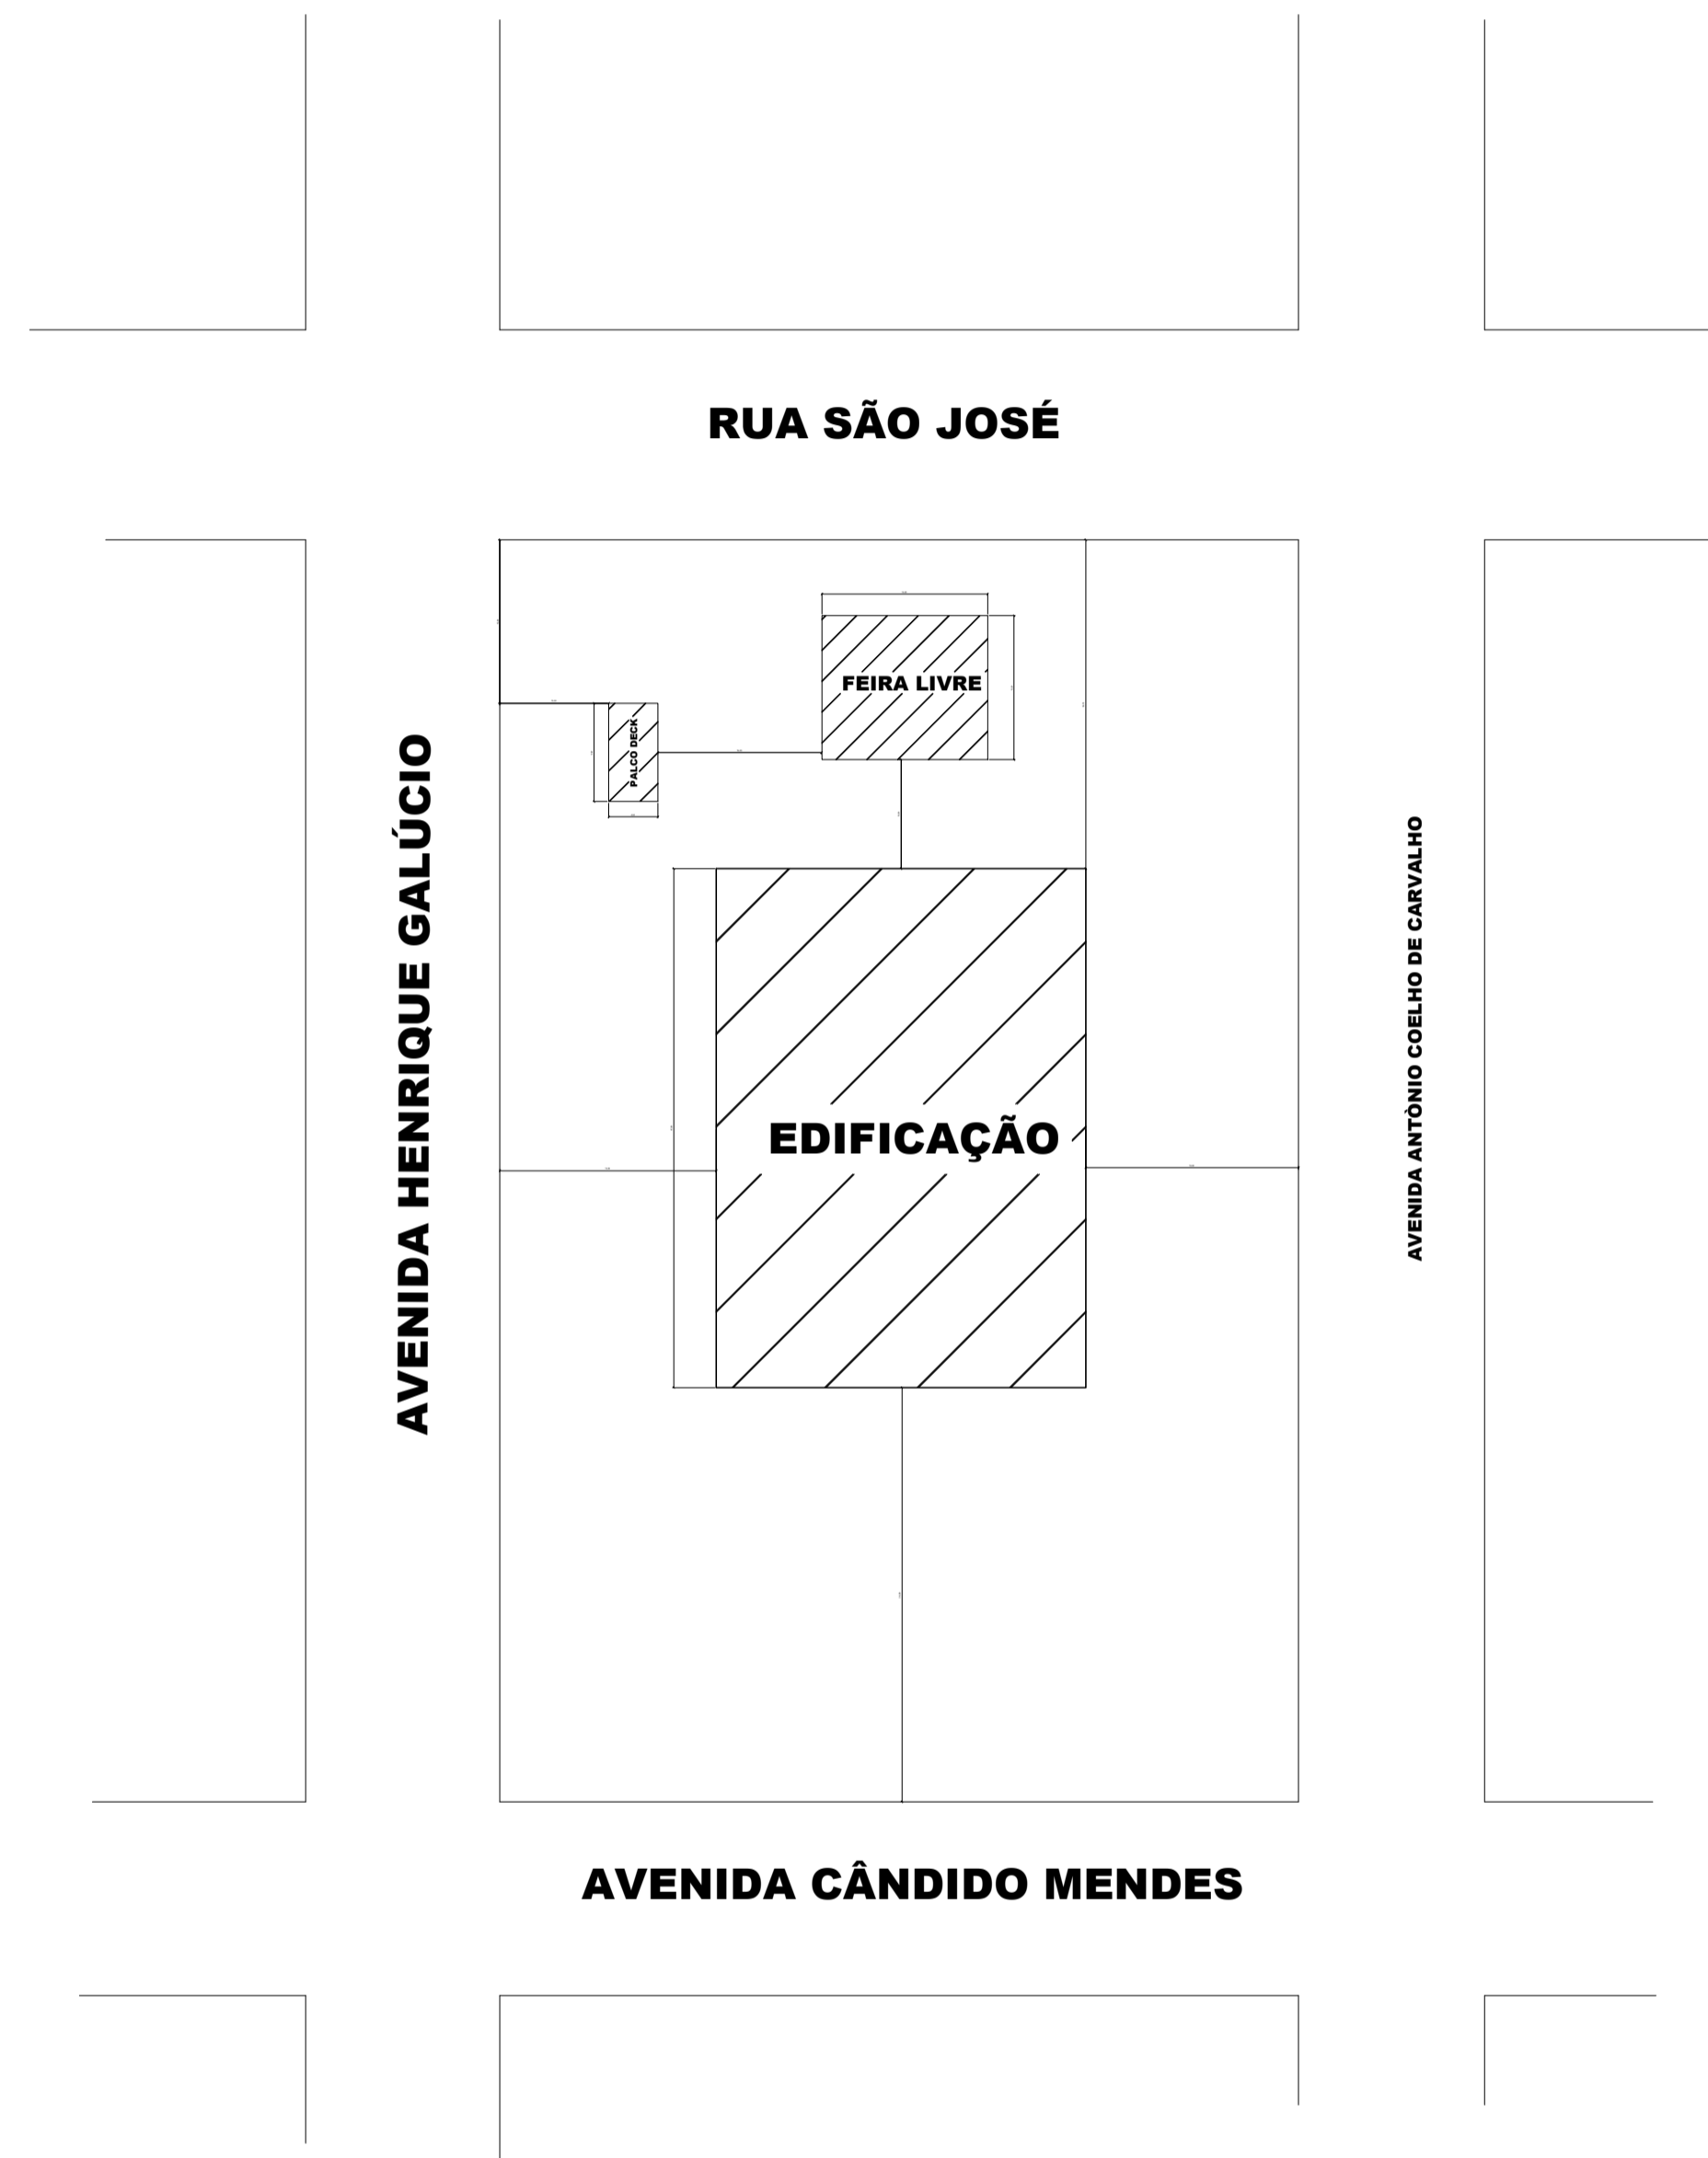 RUA SÃO JOSÉ
FEIRA LIVRE
PALCO DECK
AVENIDA HENRIQUE GALÚCIO
EDIFICAÇÃO
AVENIDA ANTÔNIO COELHO DE CARVALHO
AVENIDA CÂNDIDO MENDES